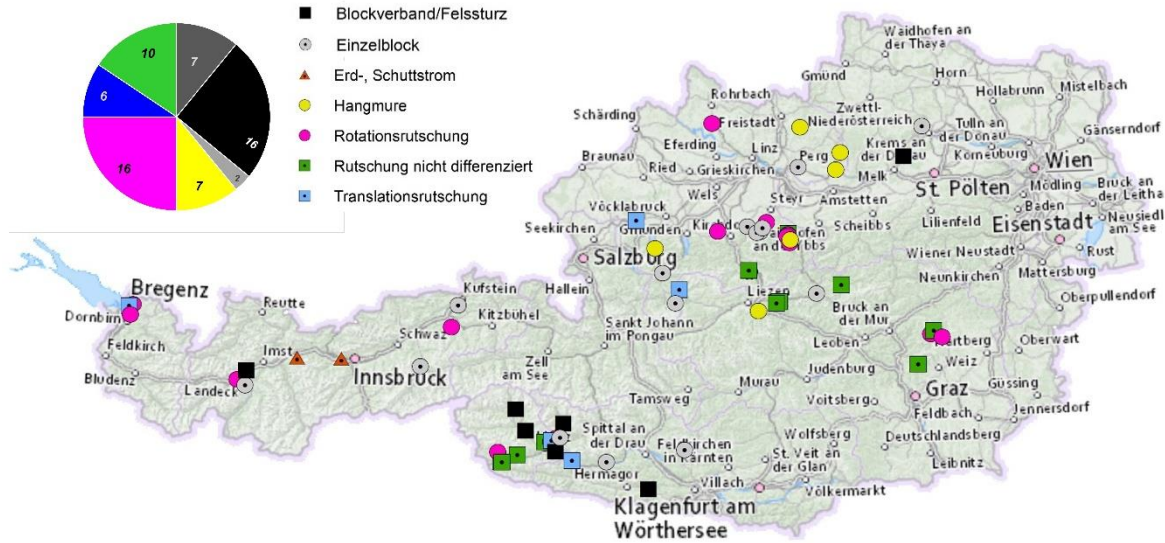 10
7
6
16
16
7
2
Blockverband/Felssturz
Einzelblock
Erd-, Schuttstrom
Hangmure
Rotationsrutschung
Rutschung nicht differenziert
Translationsrutschung
Waidhofen an
der Thaya
Gmünd
Horn
Mistelbach
Hollabrunn
Rohrbach
Zwettl-
Niederösterreich
Schärding
Freistadt
Tulln an
der Donau
Gänserndorf
Eferding
Linz
Krems an
der Donau
Korneuburg
Wien
Braunau
Ried
Grieskirchen
Perg
Melk
St. Pölten
Mödling
Bruck an
der Leitha
Wels
Steyr
Amstetten
Baden
Vöcklabruck
Scheibbs
Lilienfeld
Eisenstadt
Neusiedl
am See
Seekirchen
Gmunden
Kirchd
hofen
an der Ybbs
Wiener Neustadt
Rust
Salzburg
Mattersburg
Neunkirchen
Hallein
Liezen
Oberpullendorf
Bregenz
Kufstein
Reutte
Bruck an
der Mur
Dornbirn
Schwaz
Kitzbühel
Sankt Johann
im Pongau
Leoben
Hartberg
Oberwart
Feldkirch
Imst
Zell
am See
Weiz
Bludenz
Landeck
Innsbruck
Murau
Judenburg
Graz
Güssing
Tamsweg
Voitsberg
Feldbach
Jennersdorf
Spittal an
der Drau
Feldkirchen
in Kärnten
Wolfsberg
Deutschlandsberg
St. Veit an
der Glan
Leibnitz
Hermagor
Villach
Völkermarkt
Klagenfurt am
Wörthersee